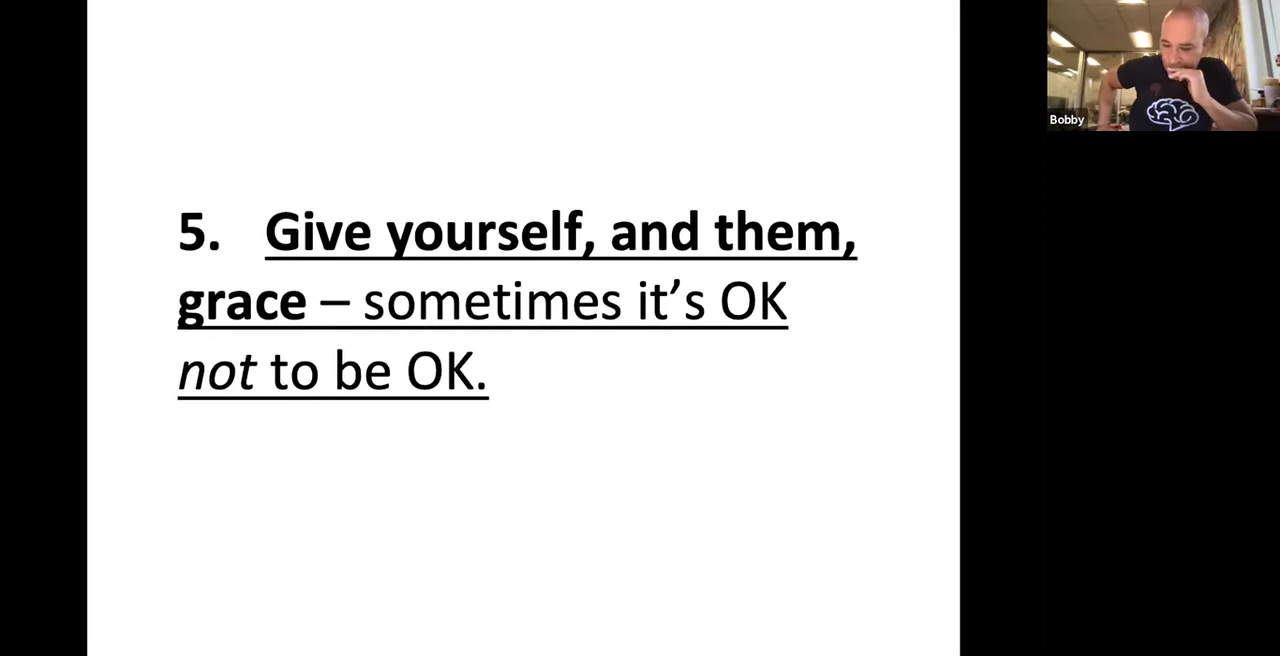 5. Give yourself, and them,
grace – sometimes it’s OK
not to be OK.
Bobby